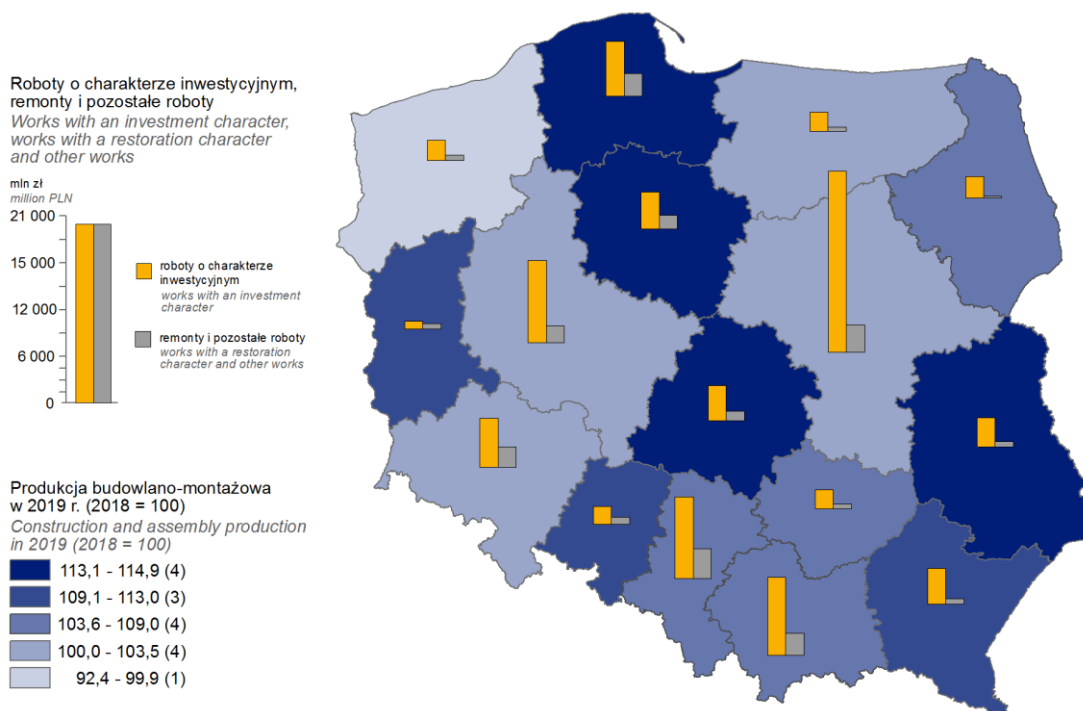 Roboty o charakterze inwestycyjnym,
remonty i pozostałe roboty
Works with an investment character,
works with a restoration character
and other works
mln zł
million PLN
21 000
15 000
12 000
6 000
0
roboty o charakterze
inwestycyjnym
works with an investment
character
remonty i pozostałe roboty
works with a restoration
character and other works
Produkcja budowlano-montażowa
w 2019 r. (2018 = 100)
Construction and assembly production
in 2019 (2018 = 100)
113,1 - 114,9 (4)
109,1 - 113,0 (3)
103,6 - 109,0 (4)
100,0 - 103,5 (4)
92,4 - 99,9 (1)